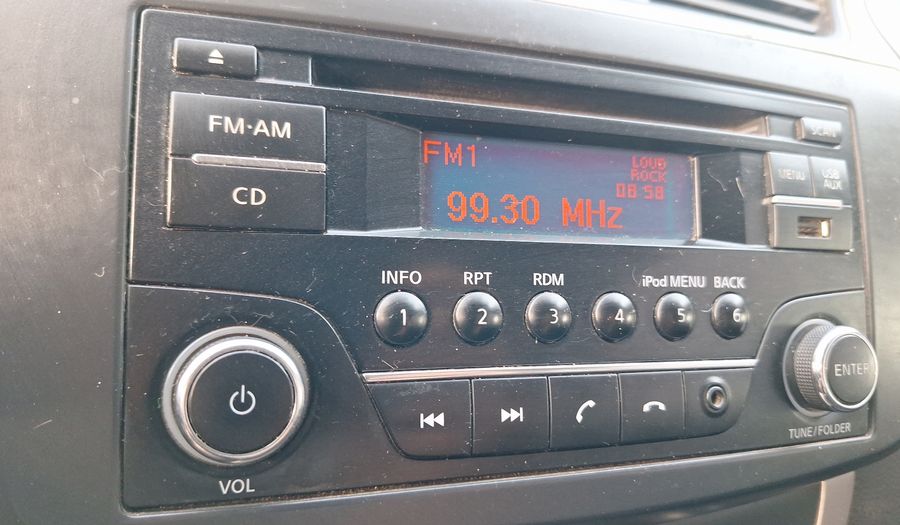 FM·AM
CD
FM1
LOUD
ROCK
08 58
99.30 MHz
SCAN
MENU
USB
AUX
INFO
RPT
RDM
iPod MENU
BACK
1
2
3
4
5
6
VOL
ENTER
TUNE/FOLDER